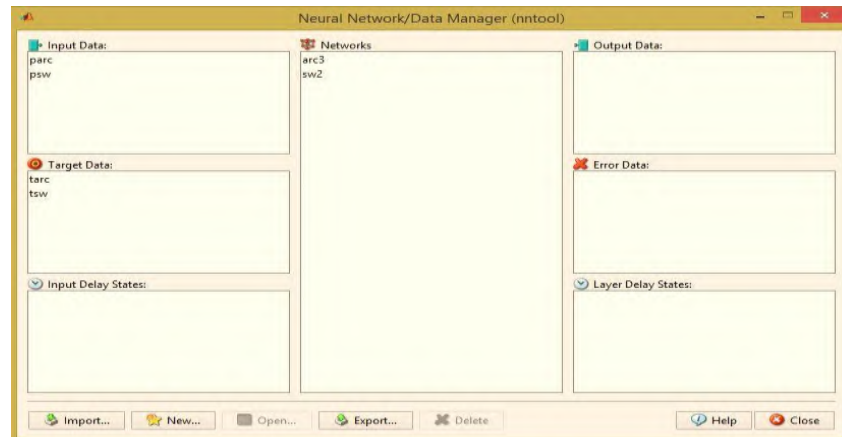 Neural Network/Data Manager (nntool)
Input Data:
parc
psw
Networks
arc3
sw2
Output Data:
Target Data:
tarc
tsw
Error Data:
Input Delay States:
Layer Delay States:
Import... New... Open... Export... Delete Help Close